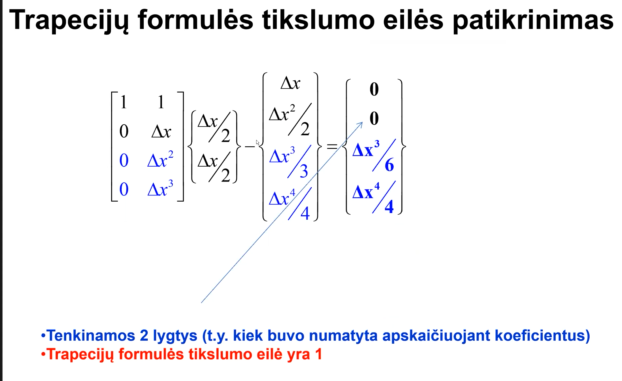 Trapecijų formulės tikslumo eilės patikrinimas
[1 1; 0 Δx; 0 Δx²; 0 Δx³] {Δx/2; Δx/2} − {Δx; Δx²/2; Δx³/3; Δx⁴/4} = {0; 0; Δx³/6; Δx⁴/4}
•Tenkinamos 2 lygtys (t.y. kiek buvo numatyta apskaičiuojant koeficientus)
•Trapecijų formulės tikslumo eilė yra 1